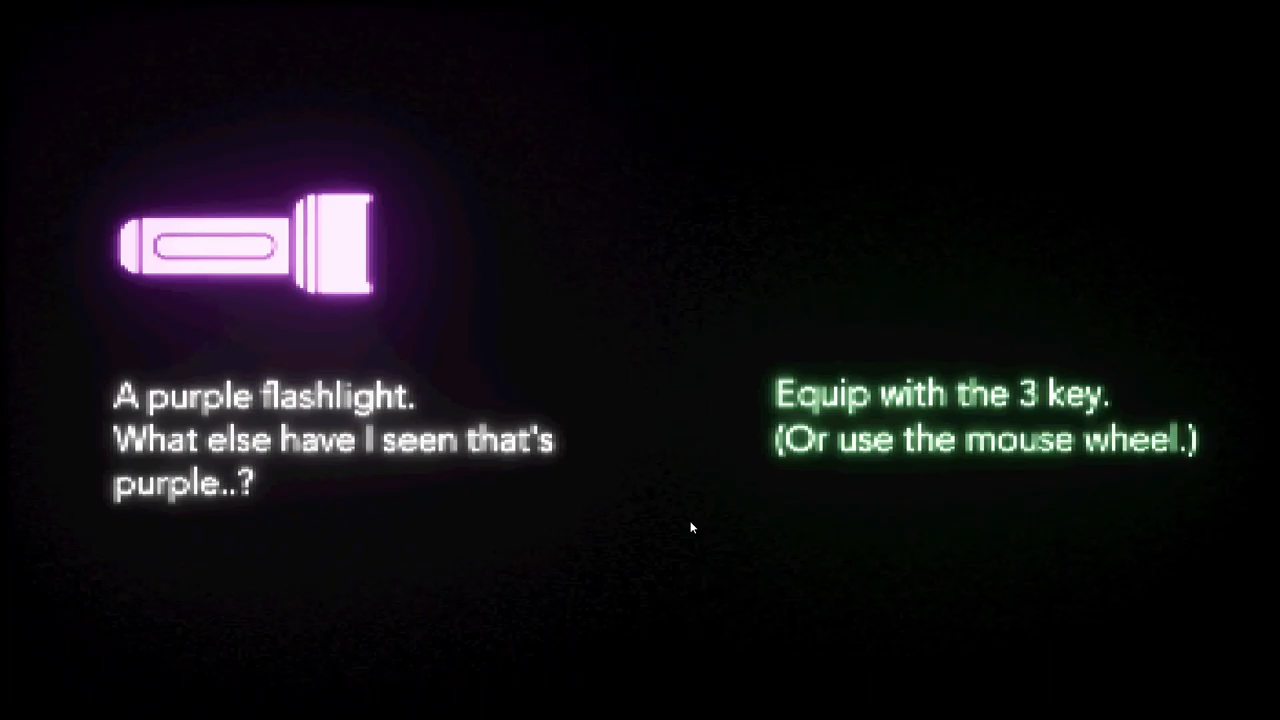 A purple flashlight.
What else have I seen that's
purple..?
Equip with the 3 key.
(Or use the mouse wheel.)